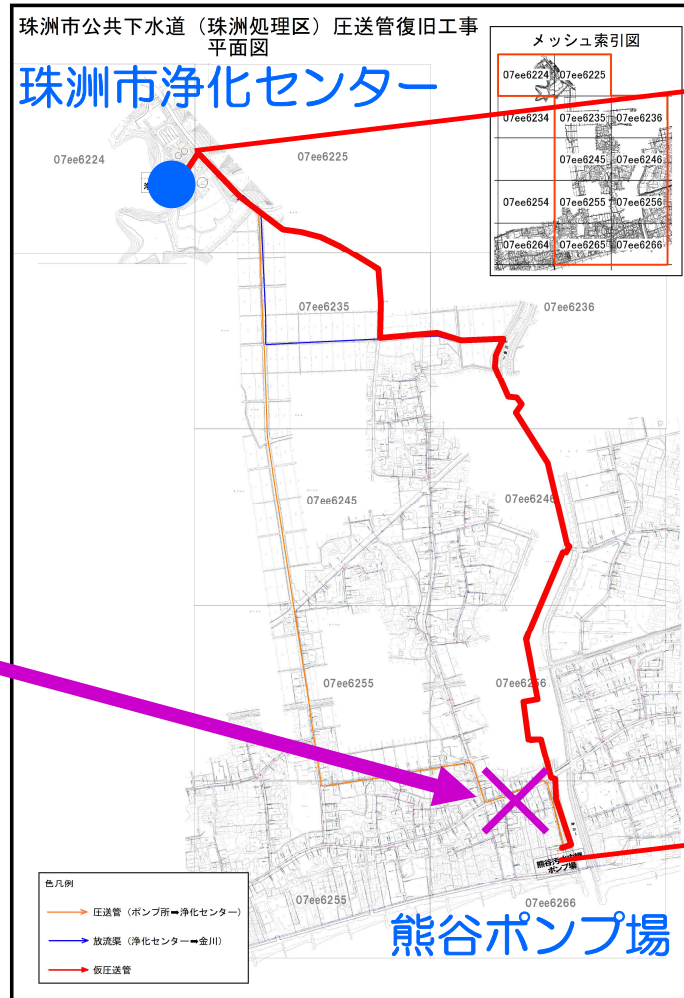 珠洲市公共下水道（珠洲処理区）圧送管復旧工事
平面図
珠洲市浄化センター
メッシュ索引図
07ee6224 07ee6225
07ee6234 07ee6235 07ee6236
07ee6245 07ee6246
07ee6254 07ee6255 07ee6256
07ee6264 07ee6265 07ee6266
07ee6224
07ee6225
07ee6235
07ee6236
07ee6245
07ee6246
07ee6255
07ee6256
ポンプ場
07ee6255
07ee6266
熊谷ポンプ場
色凡例
圧送管（ポンプ所➡浄化センター）
放流渠（浄化センター➡金川）
仮圧送管